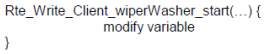 Rte_Write_Client_wiperWasher_start(…) {
modify variable
}